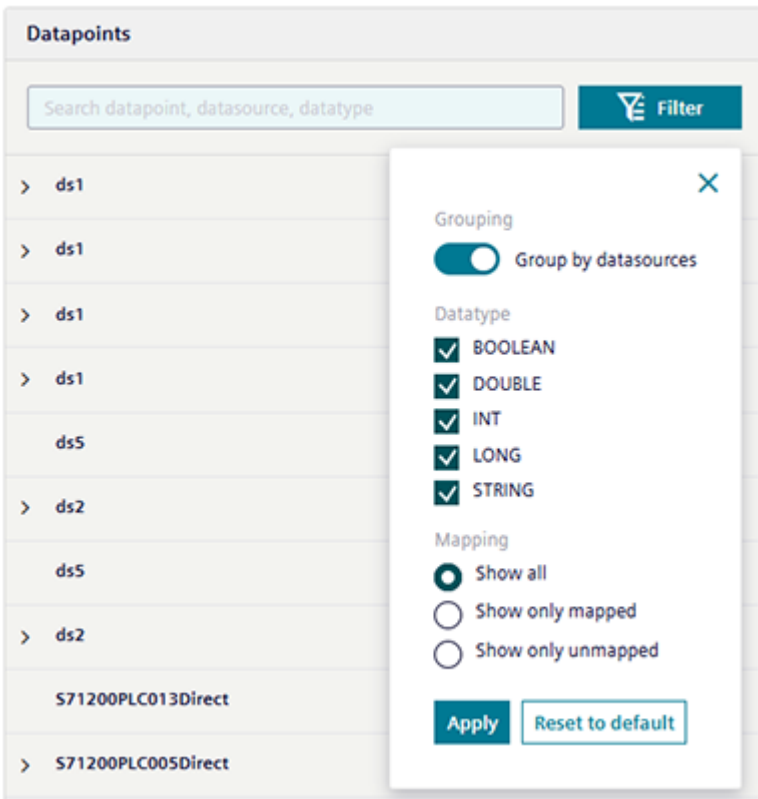 Datapoints
Search datapoint, datasource, datatype
Filter
ds1
ds1
ds1
ds1
ds5
ds2
ds5
ds2
S71200PLC013Direct
S71200PLC005Direct
Grouping
Group by datasources
Datatype
BOOLEAN
DOUBLE
INT
LONG
STRING
Mapping
Show all
Show only mapped
Show only unmapped
Apply
Reset to default